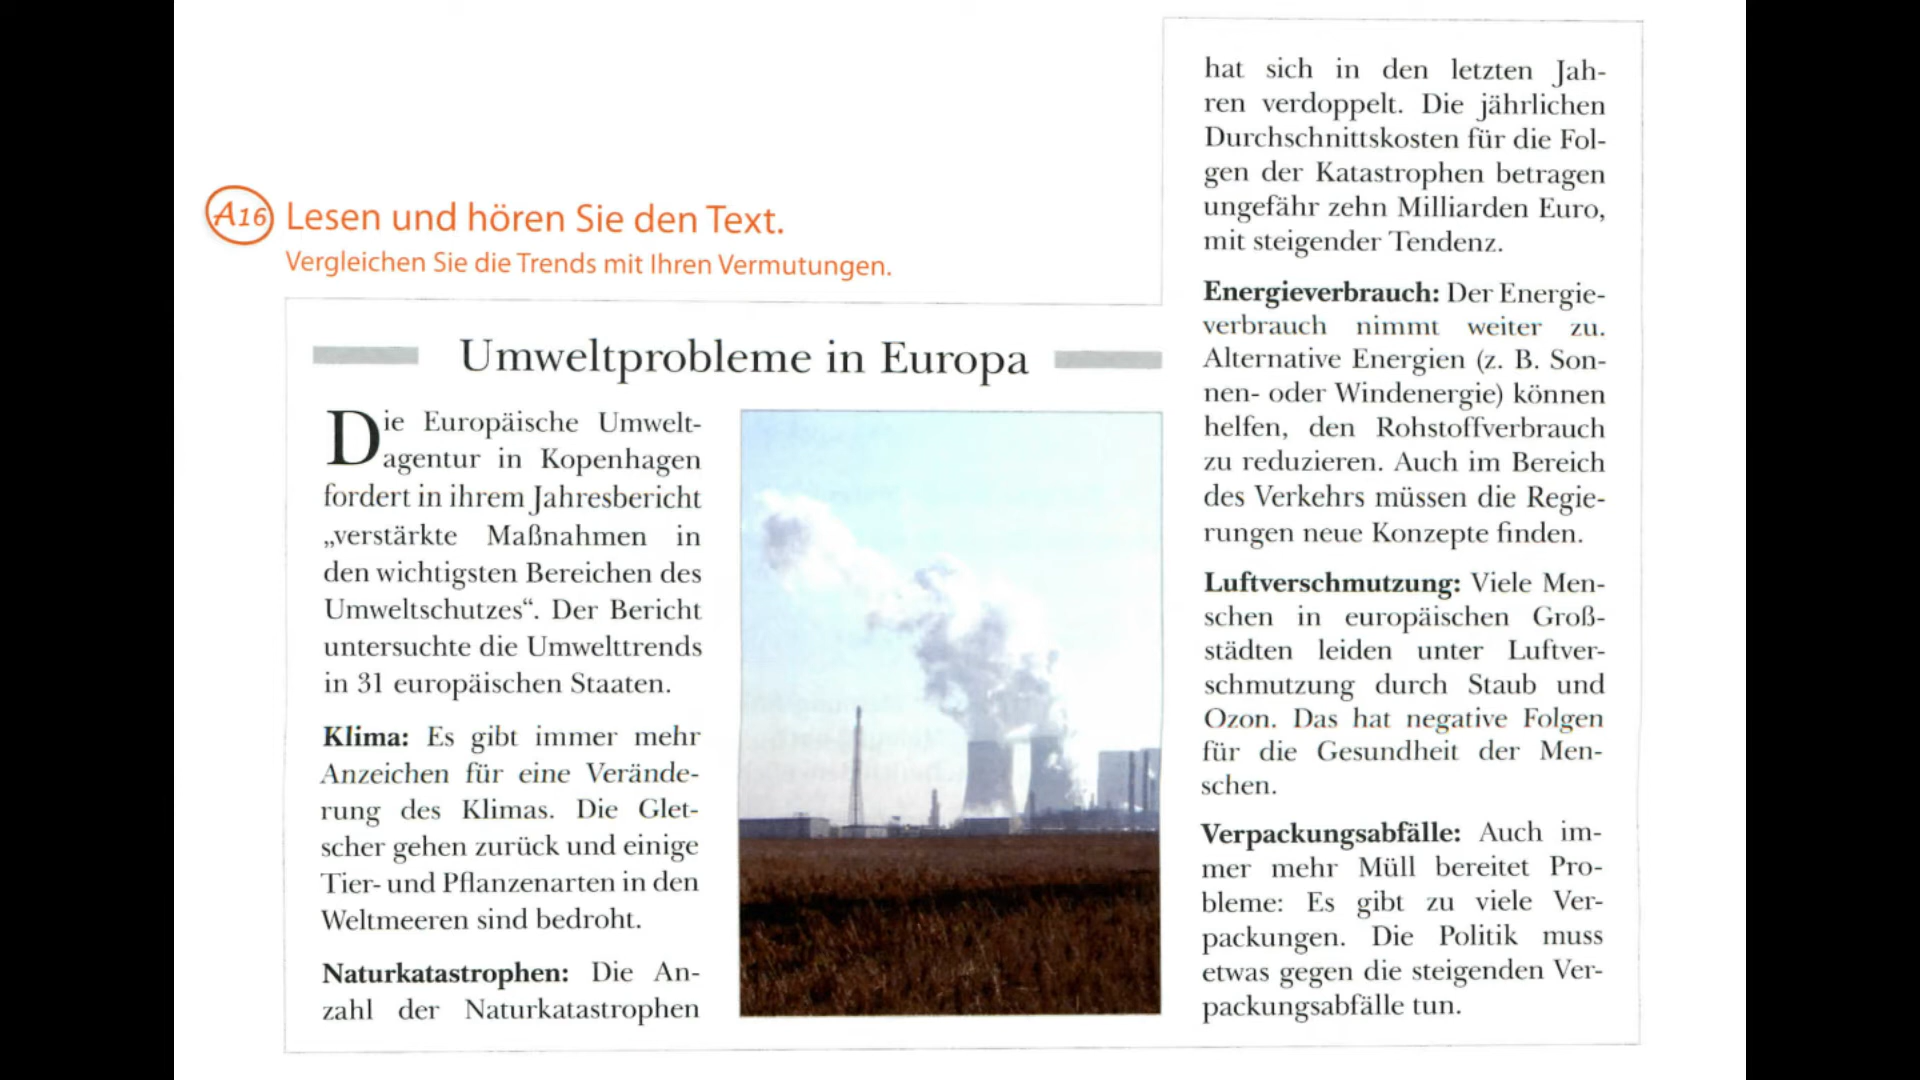 A16 Lesen und hören Sie den Text.
Vergleichen Sie die Trends mit Ihren Vermutungen.
Umweltprobleme in Europa
Die Europäische Umwelt-
agentur in Kopenhagen
fordert in ihrem Jahresbericht
„verstärkte Maßnahmen in
den wichtigsten Bereichen des
Umweltschutzes“. Der Bericht
untersuchte die Umwelttrends
in 31 europäischen Staaten.
Klima: Es gibt immer mehr
Anzeichen für eine Verände-
rung des Klimas. Die Glet-
scher gehen zurück und einige
Tier- und Pflanzenarten in den
Weltmeeren sind bedroht.
Naturkatastrophen: Die An-
zahl der Naturkatastrophen
hat sich in den letzten Jah-
ren verdoppelt. Die jährlichen
Durchschnittskosten für die Fol-
gen der Katastrophen betragen
ungefähr zehn Milliarden Euro,
mit steigender Tendenz.
Energieverbrauch: Der Energie-
verbrauch nimmt weiter zu.
Alternative Energien (z. B. Son-
nen- oder Windenergie) können
helfen, den Rohstoffverbrauch
zu reduzieren. Auch im Bereich
des Verkehrs müssen die Regie-
rungen neue Konzepte finden.
Luftverschmutzung: Viele Men-
schen in europäischen Groß-
städten leiden unter Luftver-
schmutzung durch Staub und
Ozon. Das hat negative Folgen
für die Gesundheit der Men-
schen.
Verpackungsabfälle: Auch im-
mer mehr Müll bereitet Pro-
bleme: Es gibt zu viele Ver-
packungen. Die Politik muss
etwas gegen die steigenden Ver-
packungsabfälle tun.